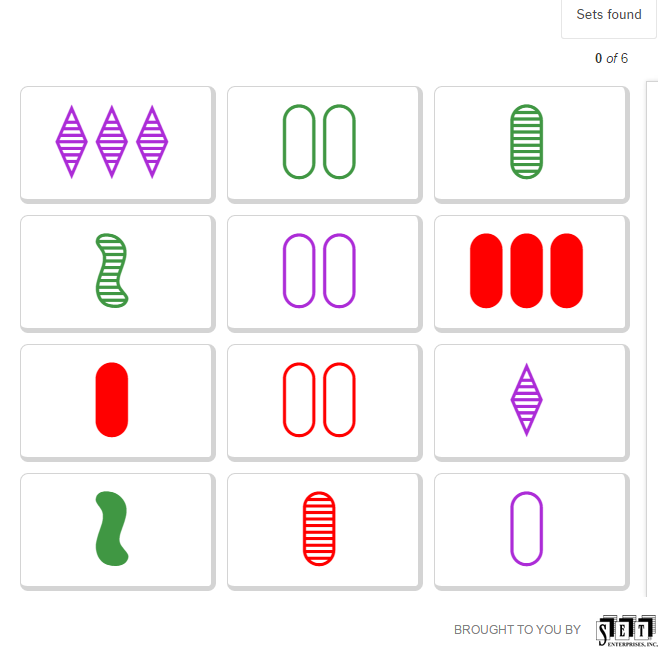 Sets found
0 of 6
BROUGHT TO YOU BY
SET
ENTERPRISES, INC.